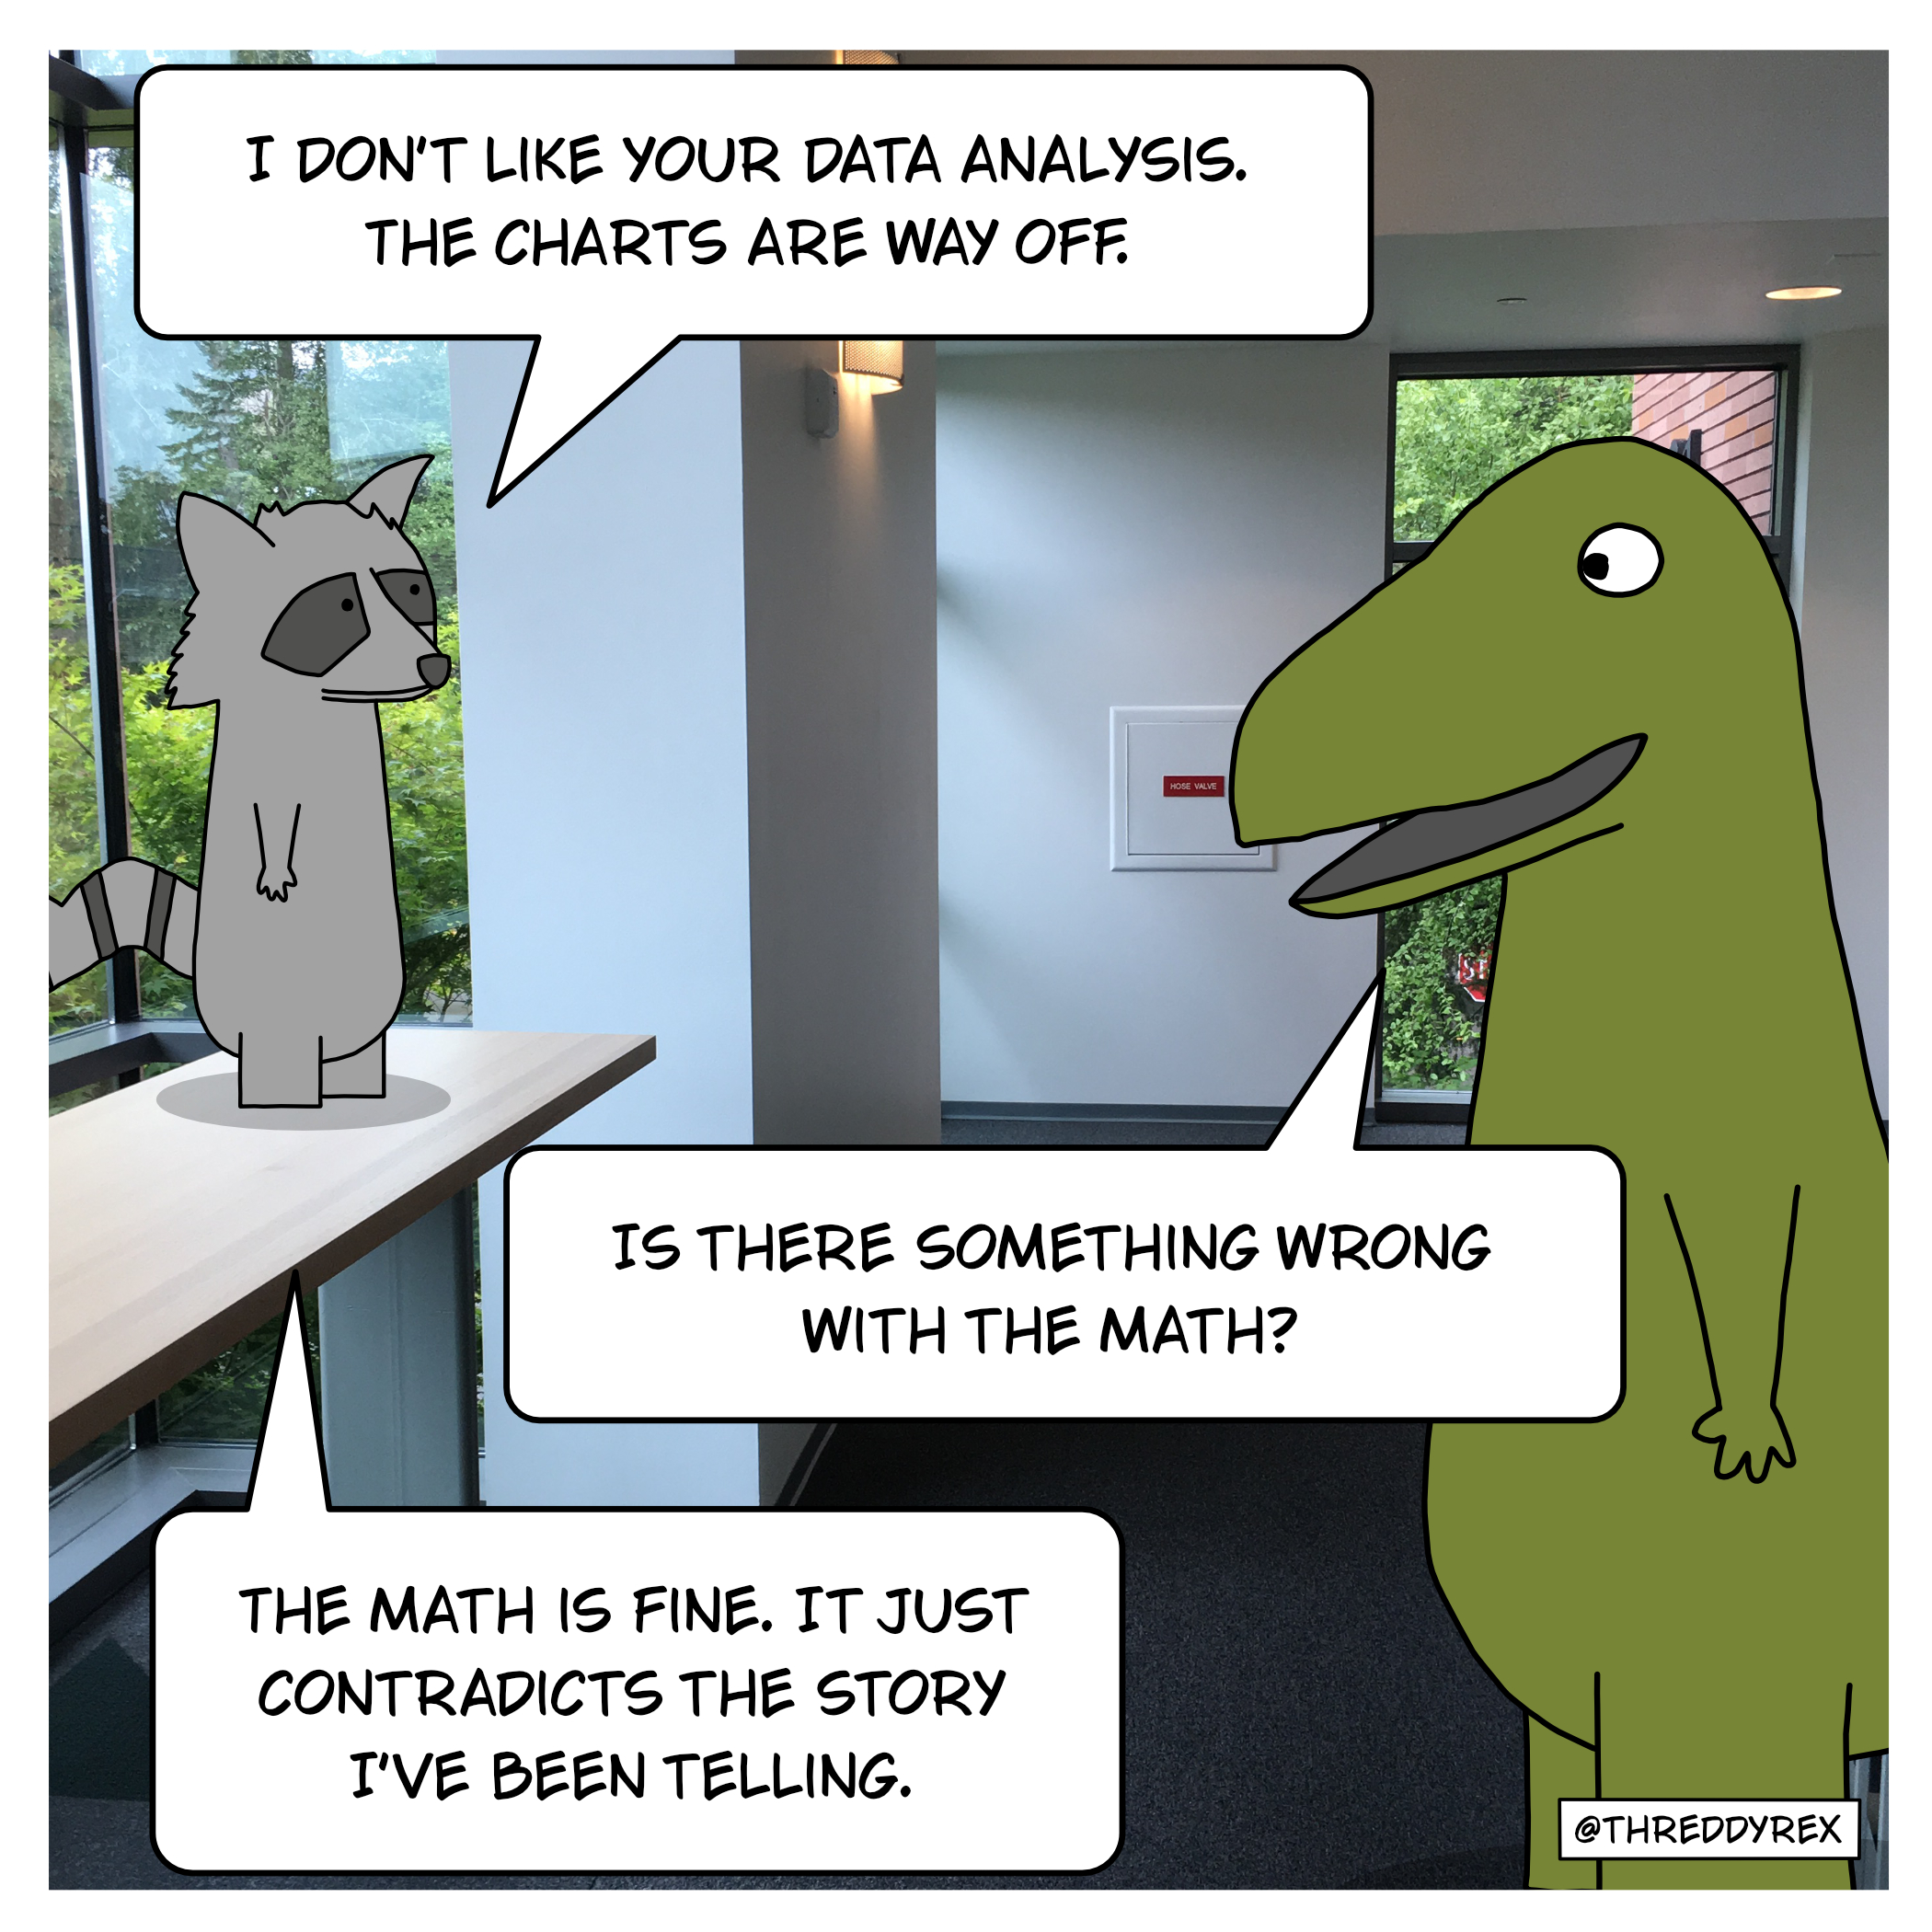 I DON'T LIKE YOUR DATA ANALYSIS.
THE CHARTS ARE WAY OFF.
HOSE VALVE
IS THERE SOMETHING WRONG
WITH THE MATH?
THE MATH IS FINE. IT JUST
CONTRADICTS THE STORY
I'VE BEEN TELLING.
@THREDDYREX